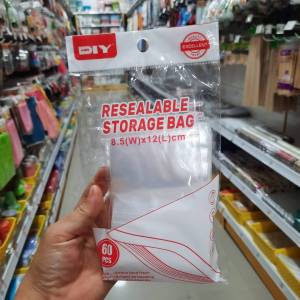 DIY
EXCELLENT
RESEALABLE
STORAGE BAG
8.5(W)x12(L)cm
60
PCS